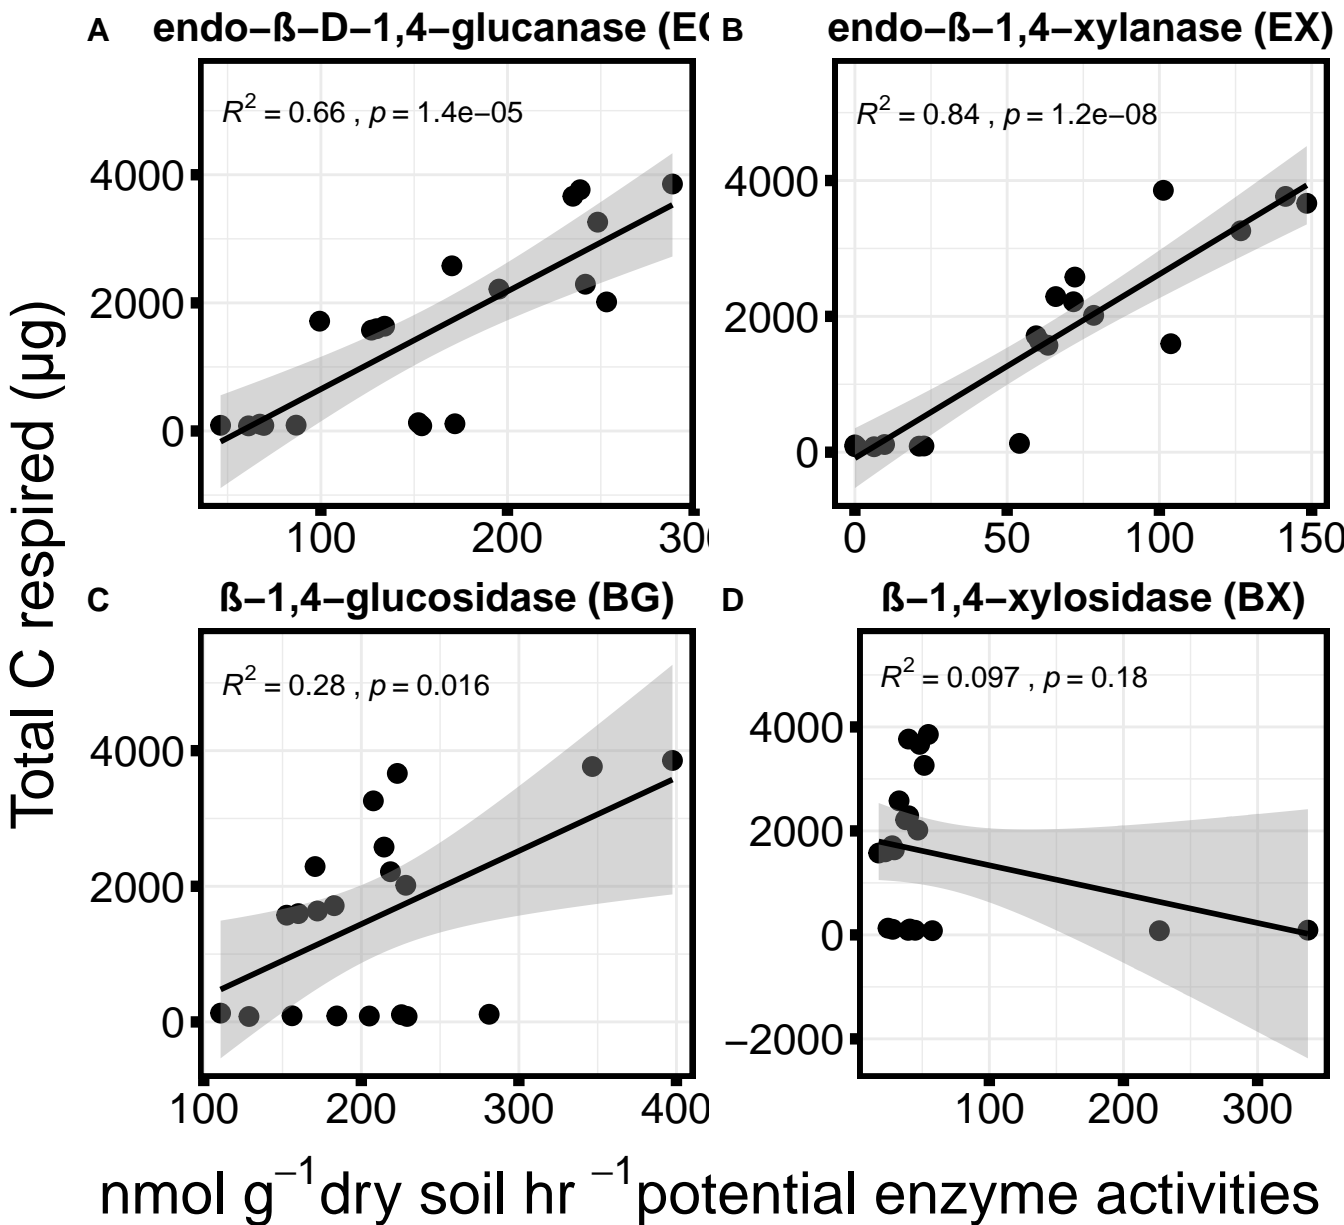 A endo–ß–D–1,4–glucanase (E
R² = 0.66 , p = 1.4e−05
4000
2000
0
100 200 30
B endo–ß–1,4–xylanase (EX)
R² = 0.84 , p = 1.2e−08
4000
2000
0
0 50 100 150
C ß–1,4–glucosidase (BG)
R² = 0.28 , p = 0.016
4000
2000
0
100 200 300 400
D ß–1,4–xylosidase (BX)
R² = 0.097 , p = 0.18
4000
2000
0
−2000
100 200 300
Total C respired (µg)
nmol g⁻¹dry soil hr ⁻¹potential enzyme activities